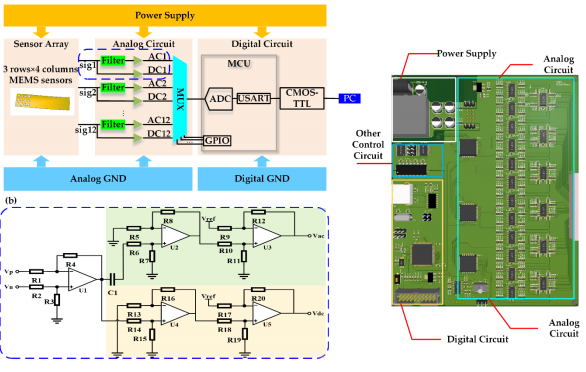 Power Supply
Sensor Array
Analog Circuit
Digital Circuit
3 rows×4 columns
MEMS sensors
sig1
Filter
AC1
DC1
sig2
Filter
AC2
DC2
sig12
Filter
AC12
DC12
MUX
MCU
ADC
USART
GPIO
CMOS-
TTL
PC
Analog GND
Digital GND
(b)
Vp
Vn
R1
R2
R3
R4
U1
C1
R5
R6
R7
R8
U2
Vref
R9
R10
R11
R12
U3
Vac
R13
R14
R15
R16
U4
Vref
R17
R18
R19
R20
U5
Vdc
Power Supply
Analog
Circuit
Other
Control
Circuit
Digital Circuit
Analog
Circuit